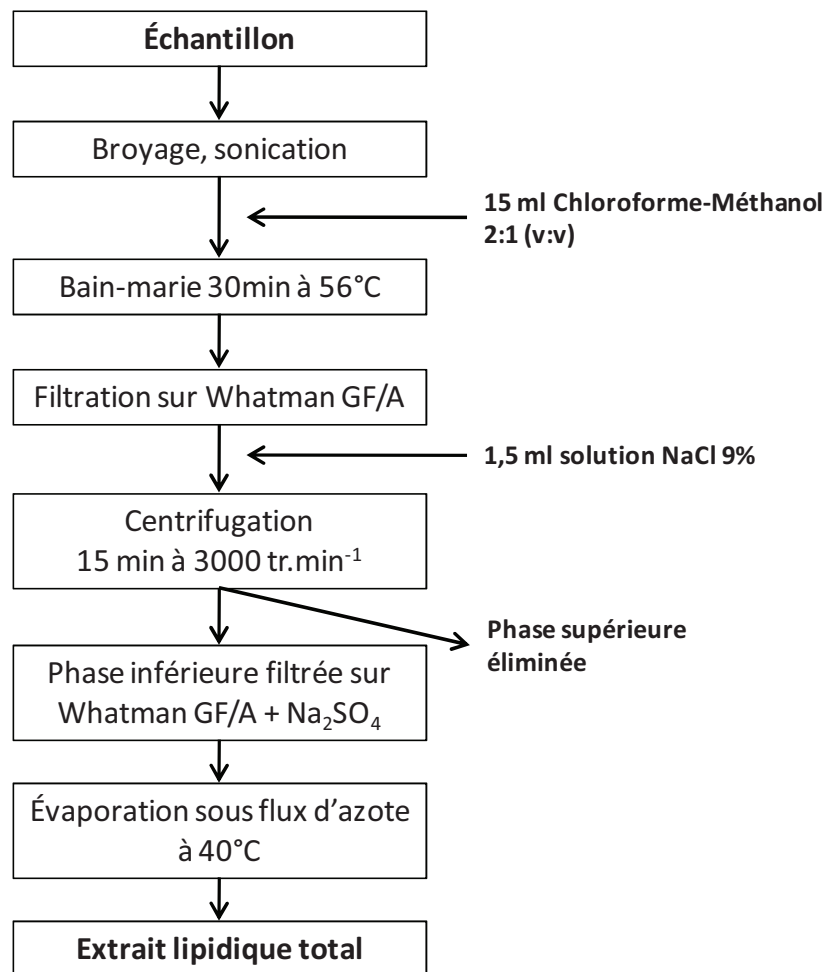 Échantillon
Broyage, sonication
15 ml Chloroforme-Méthanol
2:1 (v:v)
Bain-marie 30min à 56°C
Filtration sur Whatman GF/A
1,5 ml solution NaCl 9%
Centrifugation
15 min à 3000 tr.min⁻¹
Phase supérieure
éliminée
Phase inférieure filtrée sur
Whatman GF/A + Na₂SO₄
Évaporation sous flux d’azote
à 40°C
Extrait lipidique total